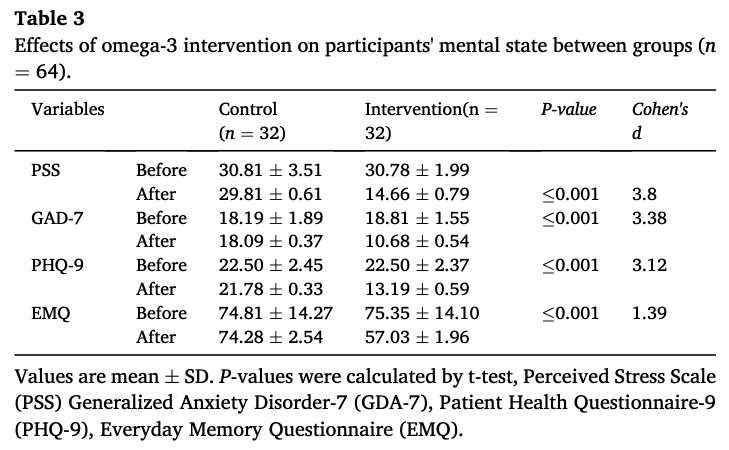 Table 3
Effects of omega-3 intervention on participants' mental state between groups (n
= 64).
Variables Control Intervention(n = P-value Cohen's
(n = 32) 32) d
PSS Before 30.81 ± 3.51 30.78 ± 1.99
After 29.81 ± 0.61 14.66 ± 0.79 ≤0.001 3.8
GAD-7 Before 18.19 ± 1.89 18.81 ± 1.55 ≤0.001 3.38
After 18.09 ± 0.37 10.68 ± 0.54
PHQ-9 Before 22.50 ± 2.45 22.50 ± 2.37 ≤0.001 3.12
After 21.78 ± 0.33 13.19 ± 0.59
EMQ Before 74.81 ± 14.27 75.35 ± 14.10 ≤0.001 1.39
After 74.28 ± 2.54 57.03 ± 1.96
Values are mean ± SD. P-values were calculated by t-test, Perceived Stress Scale
(PSS) Generalized Anxiety Disorder-7 (GDA-7), Patient Health Questionnaire-9
(PHQ-9), Everyday Memory Questionnaire (EMQ).